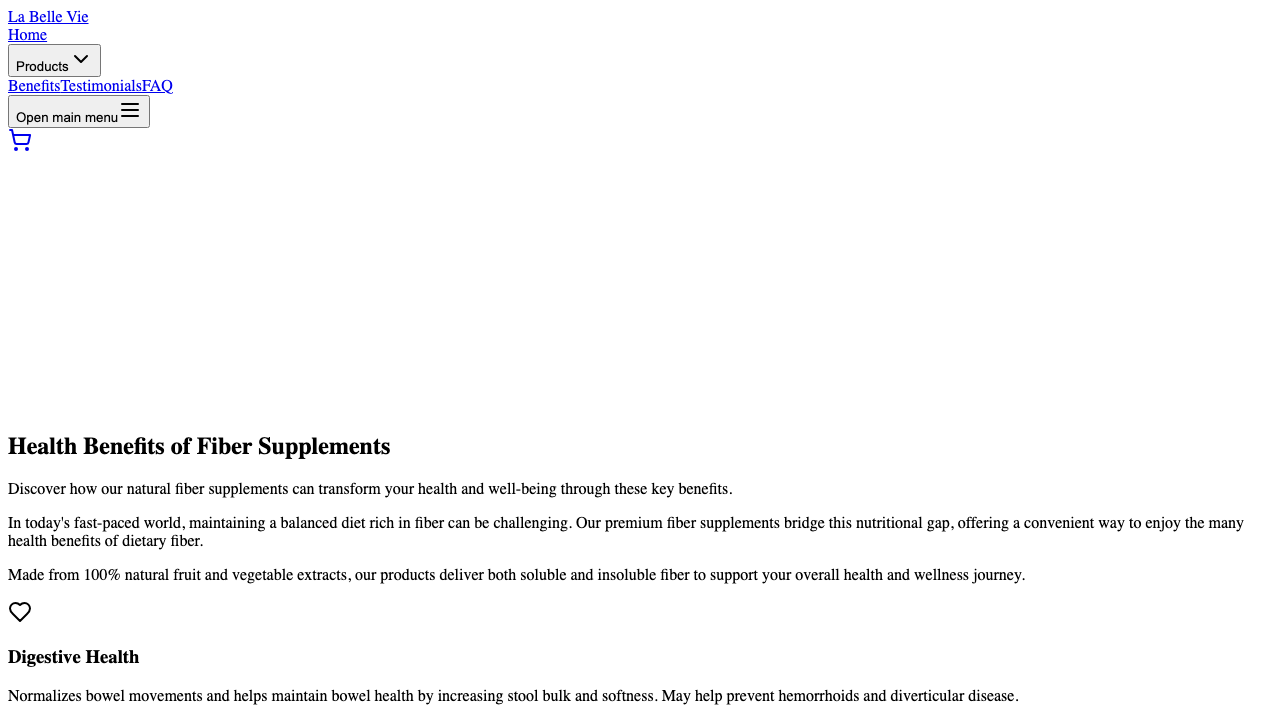 La Belle Vie
Home
Products
BenefitsTestimonialsFAQ
Open main menu
Health Benefits of Fiber Supplements
Discover how our natural fiber supplements can transform your health and well-being through these key benefits.
In today's fast-paced world, maintaining a balanced diet rich in fiber can be challenging. Our premium fiber supplements bridge this nutritional gap, offering a convenient way to enjoy the many
health benefits of dietary fiber.
Made from 100% natural fruit and vegetable extracts, our products deliver both soluble and insoluble fiber to support your overall health and wellness journey.
Digestive Health
Normalizes bowel movements and helps maintain bowel health by increasing stool bulk and softness. May help prevent hemorrhoids and diverticular disease.